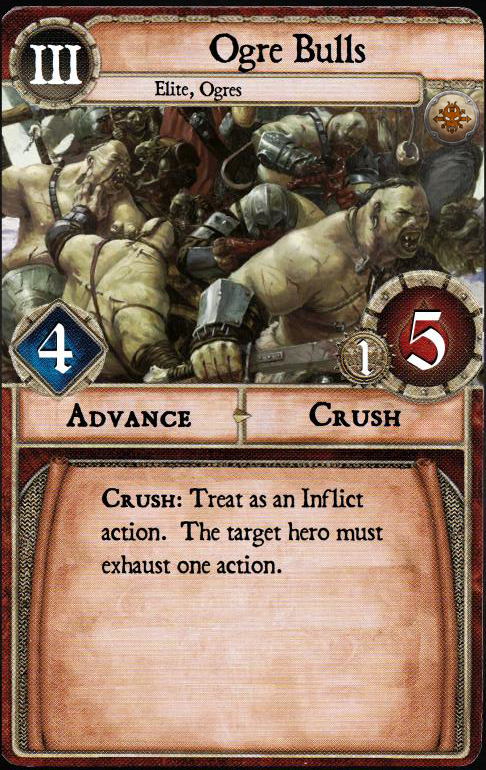 III
Ogre Bulls
Elite, Ogres
4
1
5
Advance
Crush
Crush: Treat as an Inflict
action. The target hero must
exhaust one action.